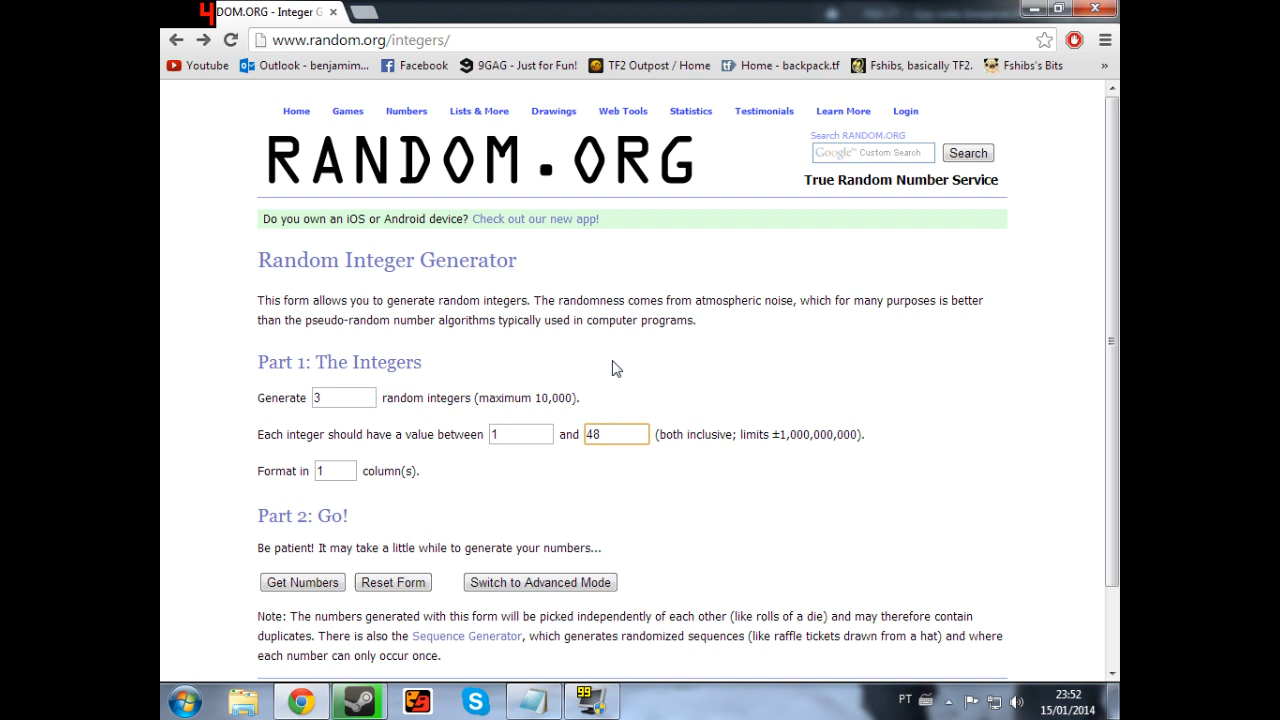 4
DOM.ORG - Integer G
www.random.org/integers/
Youtube Outlook - benjamim... Facebook 9GAG - Just for Fun! TF2 Outpost / Home Home - backpack.tf Fshibs, basically TF2. Fshibs's Bits »
Home Games Numbers Lists & More Drawings Web Tools Statistics Testimonials Learn More Login
RANDOM.ORG
Search RANDOM.ORG
Google™ Custom Search Search
True Random Number Service
Do you own an iOS or Android device? Check out our new app!
Random Integer Generator
This form allows you to generate random integers. The randomness comes from atmospheric noise, which for many purposes is better
than the pseudo-random number algorithms typically used in computer programs.
Part 1: The Integers
Generate 3 random integers (maximum 10,000).
Each integer should have a value between 1 and 48 (both inclusive; limits ±1,000,000,000).
Format in 1 column(s).
Part 2: Go!
Be patient! It may take a little while to generate your numbers...
Get Numbers Reset Form Switch to Advanced Mode
Note: The numbers generated with this form will be picked independently of each other (like rolls of a die) and may therefore contain
duplicates. There is also the Sequence Generator, which generates randomized sequences (like raffle tickets drawn from a hat) and where
each number can only occur once.
99
PT
23:52
15/01/2014